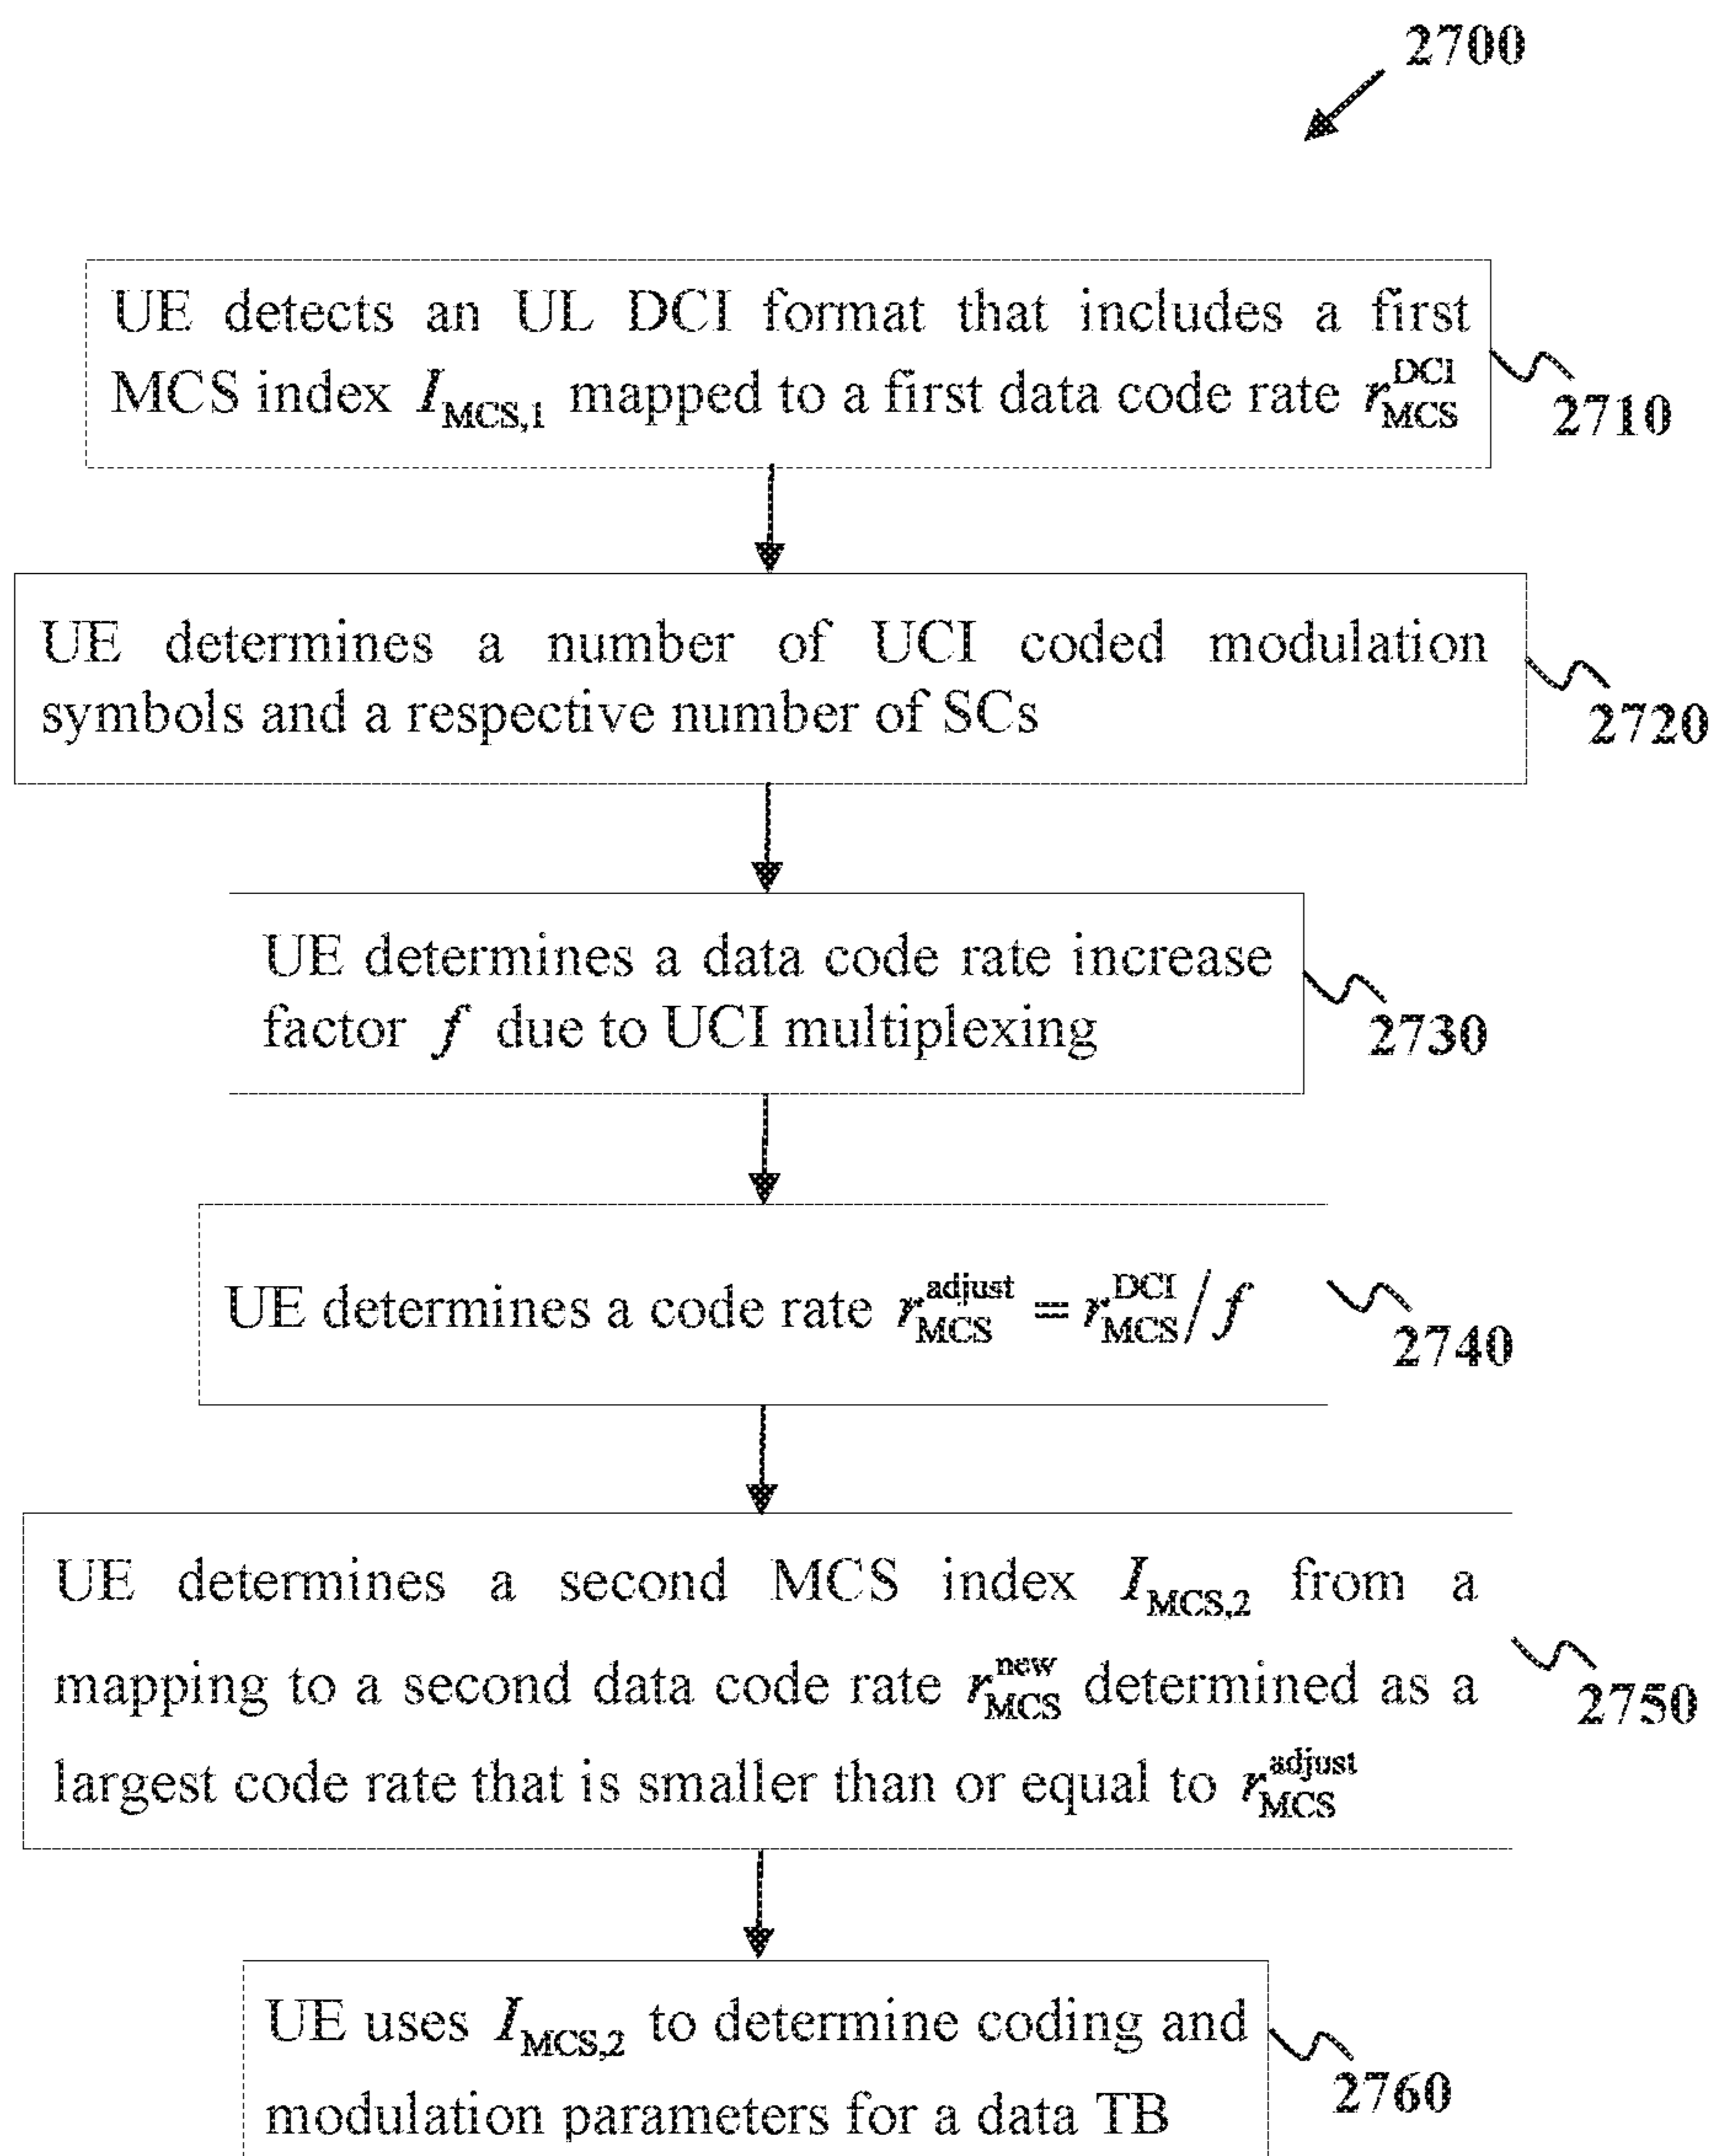 2700
UE detects an UL DCI format that includes a first
MCS index I_MCS,1 mapped to a first data code rate r_MCS^DCI
2710
UE determines a number of UCI coded modulation
symbols and a respective number of SCs
2720
UE determines a data code rate increase
factor f due to UCI multiplexing
2730
UE determines a code rate r_MCS^adjust = r_MCS^DCI / f
2740
UE determines a second MCS index I_MCS,2 from a
mapping to a second data code rate r_MCS^new determined as a
largest code rate that is smaller than or equal to r_MCS^adjust
2750
UE uses I_MCS,2 to determine coding and
modulation parameters for a data TB
2760